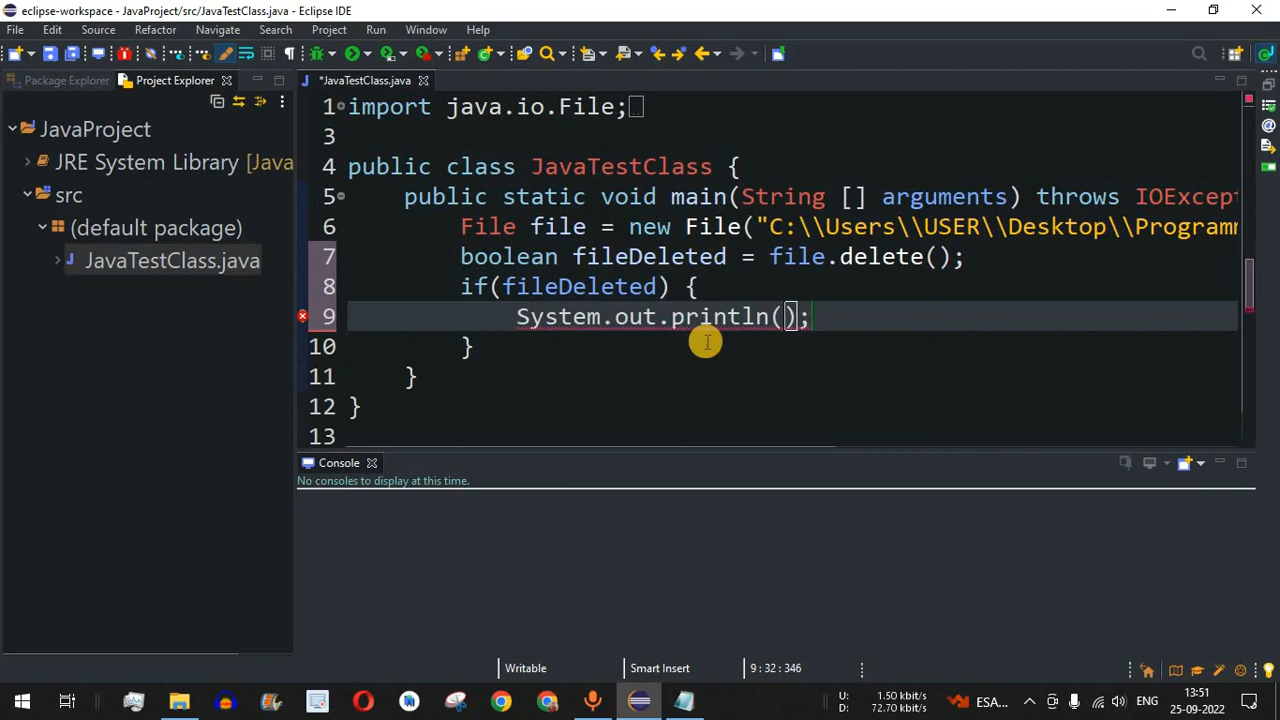 eclipse-workspace - JavaProject/src/JavaTestClass.java - Eclipse IDE
File Edit Source Refactor Navigate Search Project Run Window Help
Package Explorer Project Explorer *JavaTestClass.java
JavaProject
JRE System Library [Java
src
(default package)
JavaTestClass.java
1 import java.io.File;
3
4 public class JavaTestClass {
5 public static void main(String [] arguments) throws IOExcept
6 File file = new File("C:\\Users\\USER\\Desktop\\Programm
7 boolean fileDeleted = file.delete();
8 if(fileDeleted) {
9 System.out.println();
10 }
11 }
12 }
13
Console
No consoles to display at this time.
Writable Smart Insert 9 : 32 : 346
U: 1.50 kbit/s
D: 72.70 kbit/s
ESA...
ENG
13:51
25-09-2022